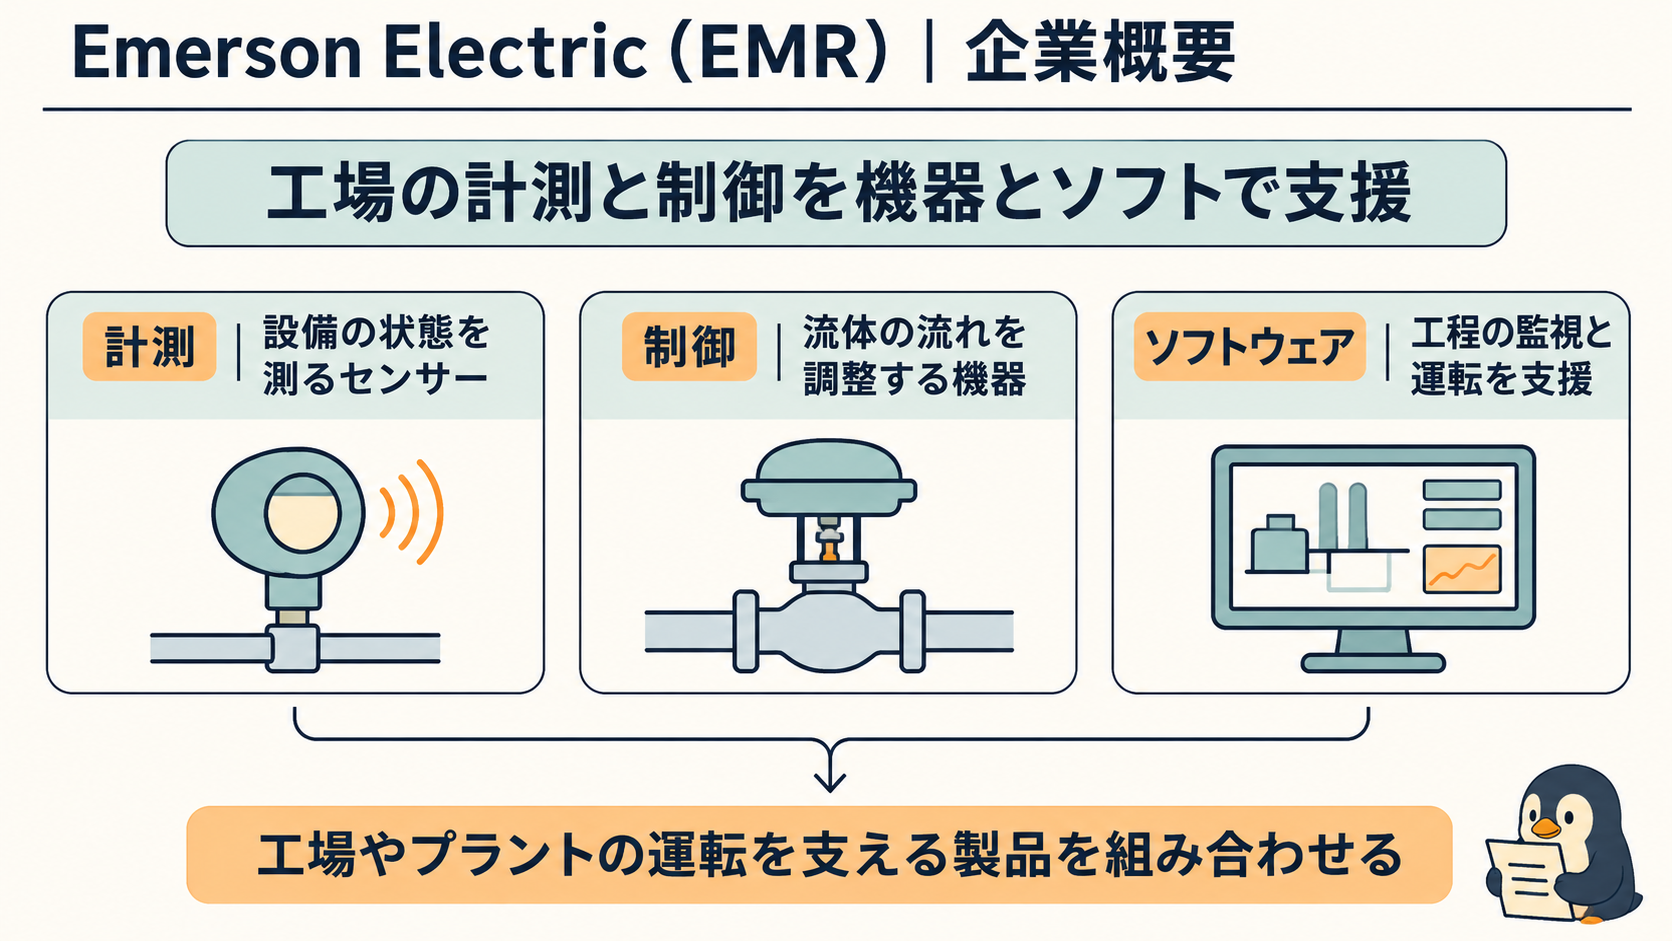 Emerson Electric（EMR）｜企業概要
工場の計測と制御を機器とソフトで支援
計測
設備の状態を
測るセンサー
制御
流体の流れを
調整する機器
ソフトウェア
工程の監視と
運転を支援
工場やプラントの運転を支える製品を組み合わせる